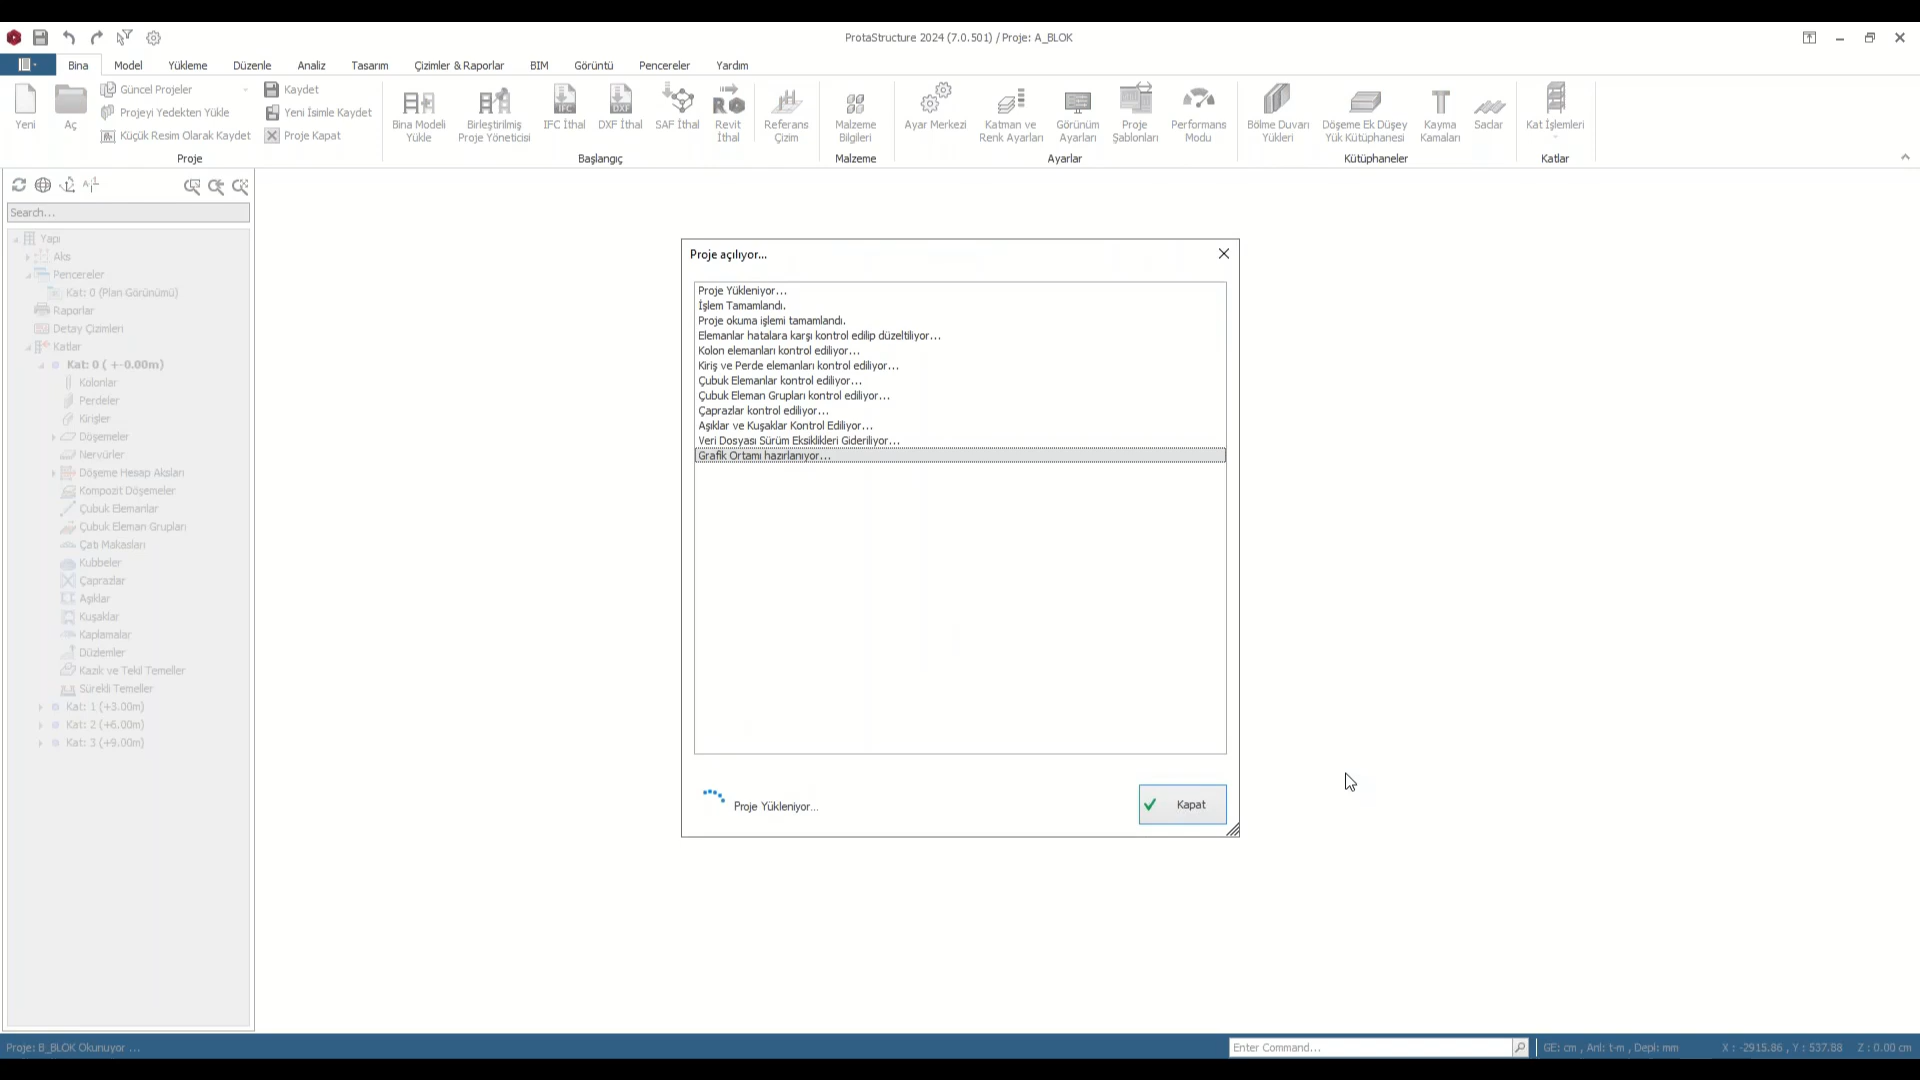 ProtaStructure 2024 (7.0.501) / Proje: A_BLOK
Bina Model Yükleme Düzenle Analiz Tasarım Çizimler & Raporlar BIM Görüntü Pencereler Yardım
Yeni
Aç
Güncel Projeler
Projeyi Yedekten Yükle
Küçük Resim Olarak Kaydet
Kaydet
Yeni İsimle Kaydet
Proje Kapat
Proje
Bina Modeli
Yükle
Birleştirilmiş
Proje Yöneticisi
IFC
IFC İthal
DXF
DXF İthal
SAF İthal
Revit
İthal
Referans
Çizim
Başlangıç
Malzeme
Bilgileri
Malzeme
Ayar Merkezi
Katman ve
Renk Ayarları
Görünüm
Ayarları
Proje
Şablonları
Performans
Modu
Ayarlar
Bölme Duvarı
Yükleri
Döşeme Ek Düşey
Yük Kütüphanesi
Kayma
Kamaları
Saclar
Kütüphaneler
Kat İşlemleri
Katlar
Search...
Yapı
Aks
Pencereler
Kat: 0 (Plan Görünümü)
Raporlar
Detay Çizimleri
Katlar
Kat: 0 ( +-0.00m)
Kolonlar
Perdeler
Kirişler
Döşemeler
Nervürler
Döşeme Hesap Aksları
Kompozit Döşemeler
Çubuk Elemanlar
Çubuk Eleman Grupları
Çatı Makasları
Kubbeler
Çaprazlar
Aşıklar
Kuşaklar
Kaplamalar
Düzlemler
Kazık ve Tekil Temeller
Sürekli Temeller
Kat: 1 (+3.00m)
Kat: 2 (+6.00m)
Kat: 3 (+9.00m)
Proje açılıyor...
Proje Yükleniyor...
İşlem Tamamlandı.
Proje okuma işlemi tamamlandı.
Elemanlar hatalara karşı kontrol edilip düzeltiliyor...
Kolon elemanları kontrol ediliyor...
Kiriş ve Perde elemanları kontrol ediliyor...
Çubuk Elemanlar kontrol ediliyor...
Çubuk Eleman Grupları kontrol ediliyor...
Çaprazlar kontrol ediliyor...
Aşıklar ve Kuşaklar Kontrol Ediliyor...
Veri Dosyası Sürüm Eksiklikleri Gideriliyor...
Grafik Ortamı hazırlanıyor...
Proje Yükleniyor...
Kapat
Proje: B_BLOK Okunuyor ...
Enter Command...
GE: cm , Anl: t-m , Depl: mm
X : -2915.86 , Y : 537.88 Z : 0.00 cm